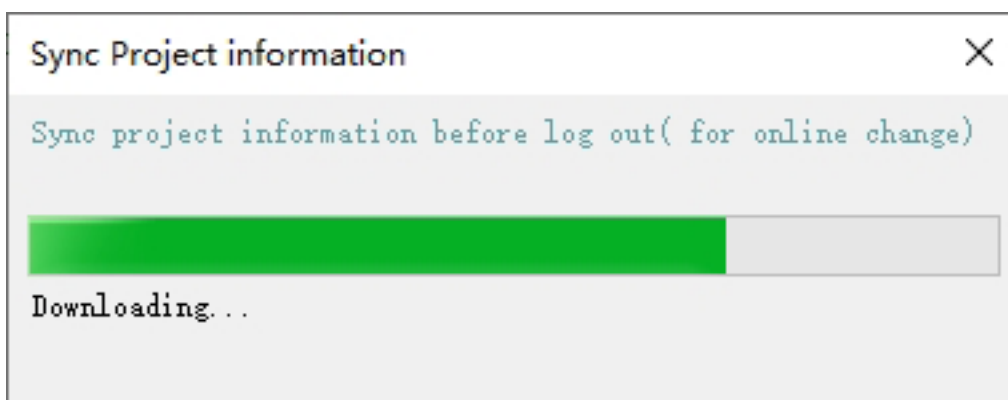 Sync Project information
Sync project information before log out( for online change)
Downloading...